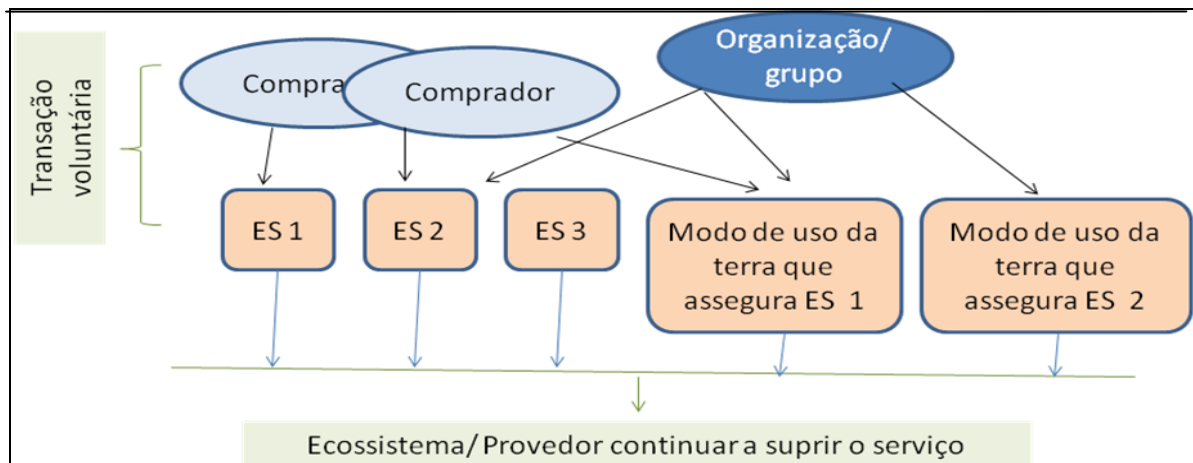 Transação
voluntária
Compra
Comprador
Organização/
grupo
ES 1
ES 2
ES 3
Modo de uso da
terra que
assegura ES 1
Modo de uso da
terra que
assegura ES 2
Ecossistema/Provedor continuar a suprir o serviço